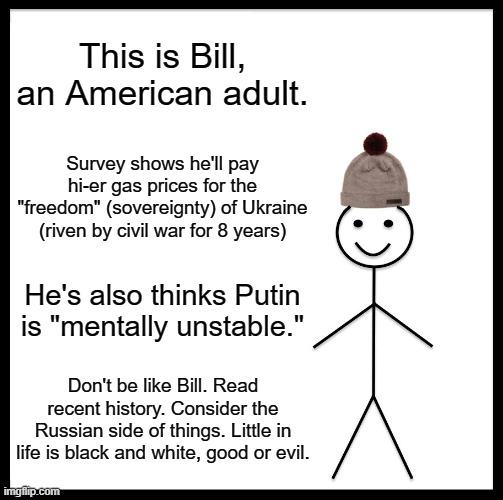 This is Bill,
an American adult.
Survey shows he'll pay
hi-er gas prices for the
"freedom" (sovereignty) of Ukraine
(riven by civil war for 8 years)
He's also thinks Putin
is "mentally unstable."
Don't be like Bill. Read
recent history. Consider the
Russian side of things. Little in
life is black and white, good or evil.
imgflip.com